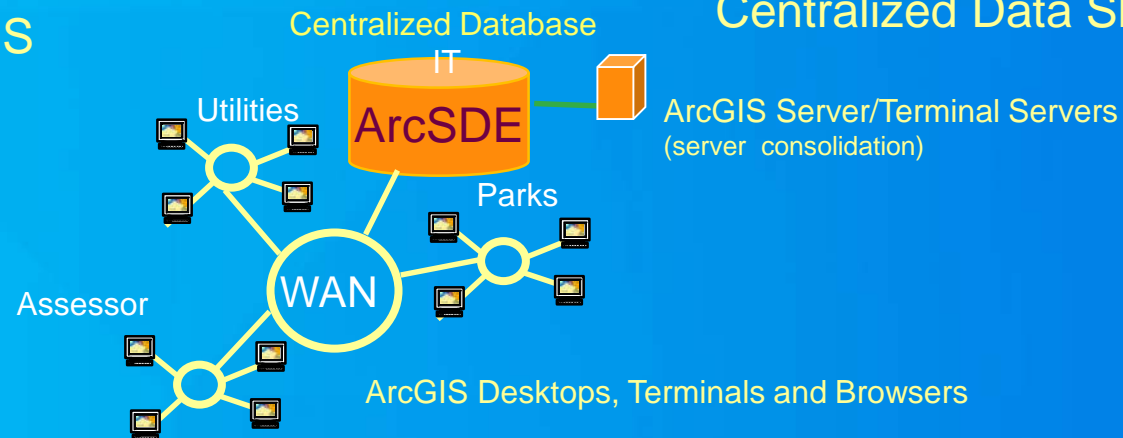 S
Centralized Data
Centralized Database
IT
ArcSDE
Utilities
ArcGIS Server/Terminal Servers
(server consolidation)
Parks
WAN
Assessor
ArcGIS Desktops, Terminals and Browsers